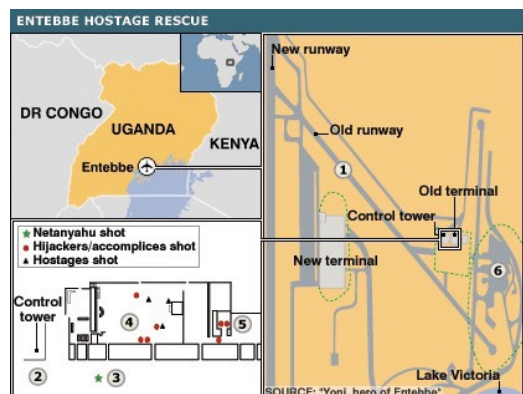 ENTEBBE HOSTAGE RESCUE
DR CONGO
UGANDA
KENYA
Entebbe
New runway
Old runway
1
Old terminal
Control tower
New terminal
6
Lake Victoria
SOURCE: "Yoni, hero of Entebbe"
Netanyahu shot
Hijackers/accomplices shot
Hostages shot
Control
tower
4
5
2
3